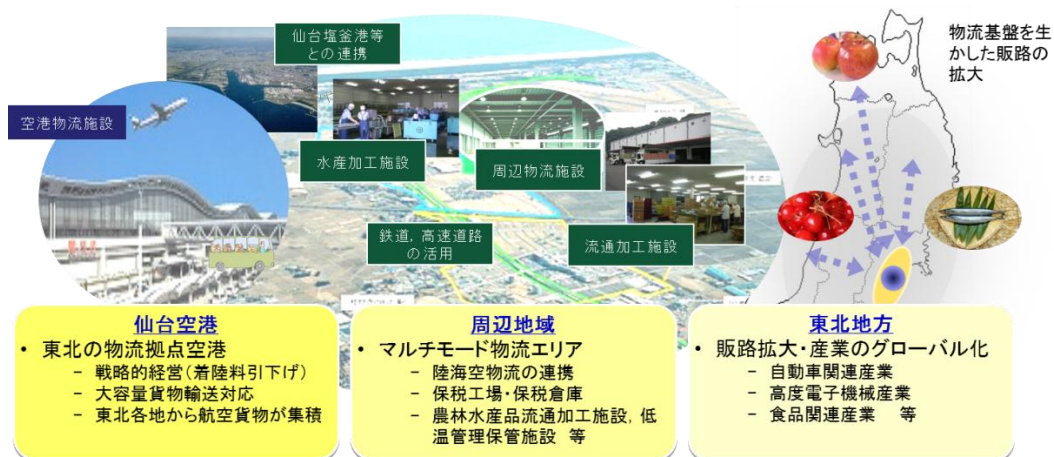 仙台塩釜港等
との連携
物流基盤を生
かした販路の
拡大
空港物流施設
水産加工施設
周辺物流施設
鉄道，高速道路
の活用
流通加工施設
仙台空港
• 東北の物流拠点空港
－ 戦略的経営（着陸料引下げ）
－ 大容量貨物輸送対応
－ 東北各地から航空貨物が集積
周辺地域
• マルチモード物流エリア
－ 陸海空物流の連携
－ 保税工場・保税倉庫
－ 農林水産品流通加工施設，低
温管理保管施設 等
東北地方
• 販路拡大・産業のグローバル化
－ 自動車関連産業
－ 高度電子機械産業
－ 食品関連産業 等